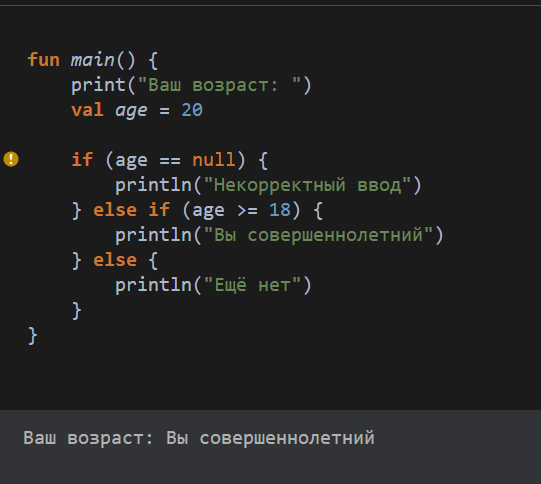 fun main() {
    print("Ваш возраст: ")
    val age = 20
    if (age == null) {
        println("Некорректный ввод")
    } else if (age >= 18) {
        println("Вы совершеннолетний")
    } else {
        println("Ещё нет")
    }
}
Ваш возраст: Вы совершеннолетний